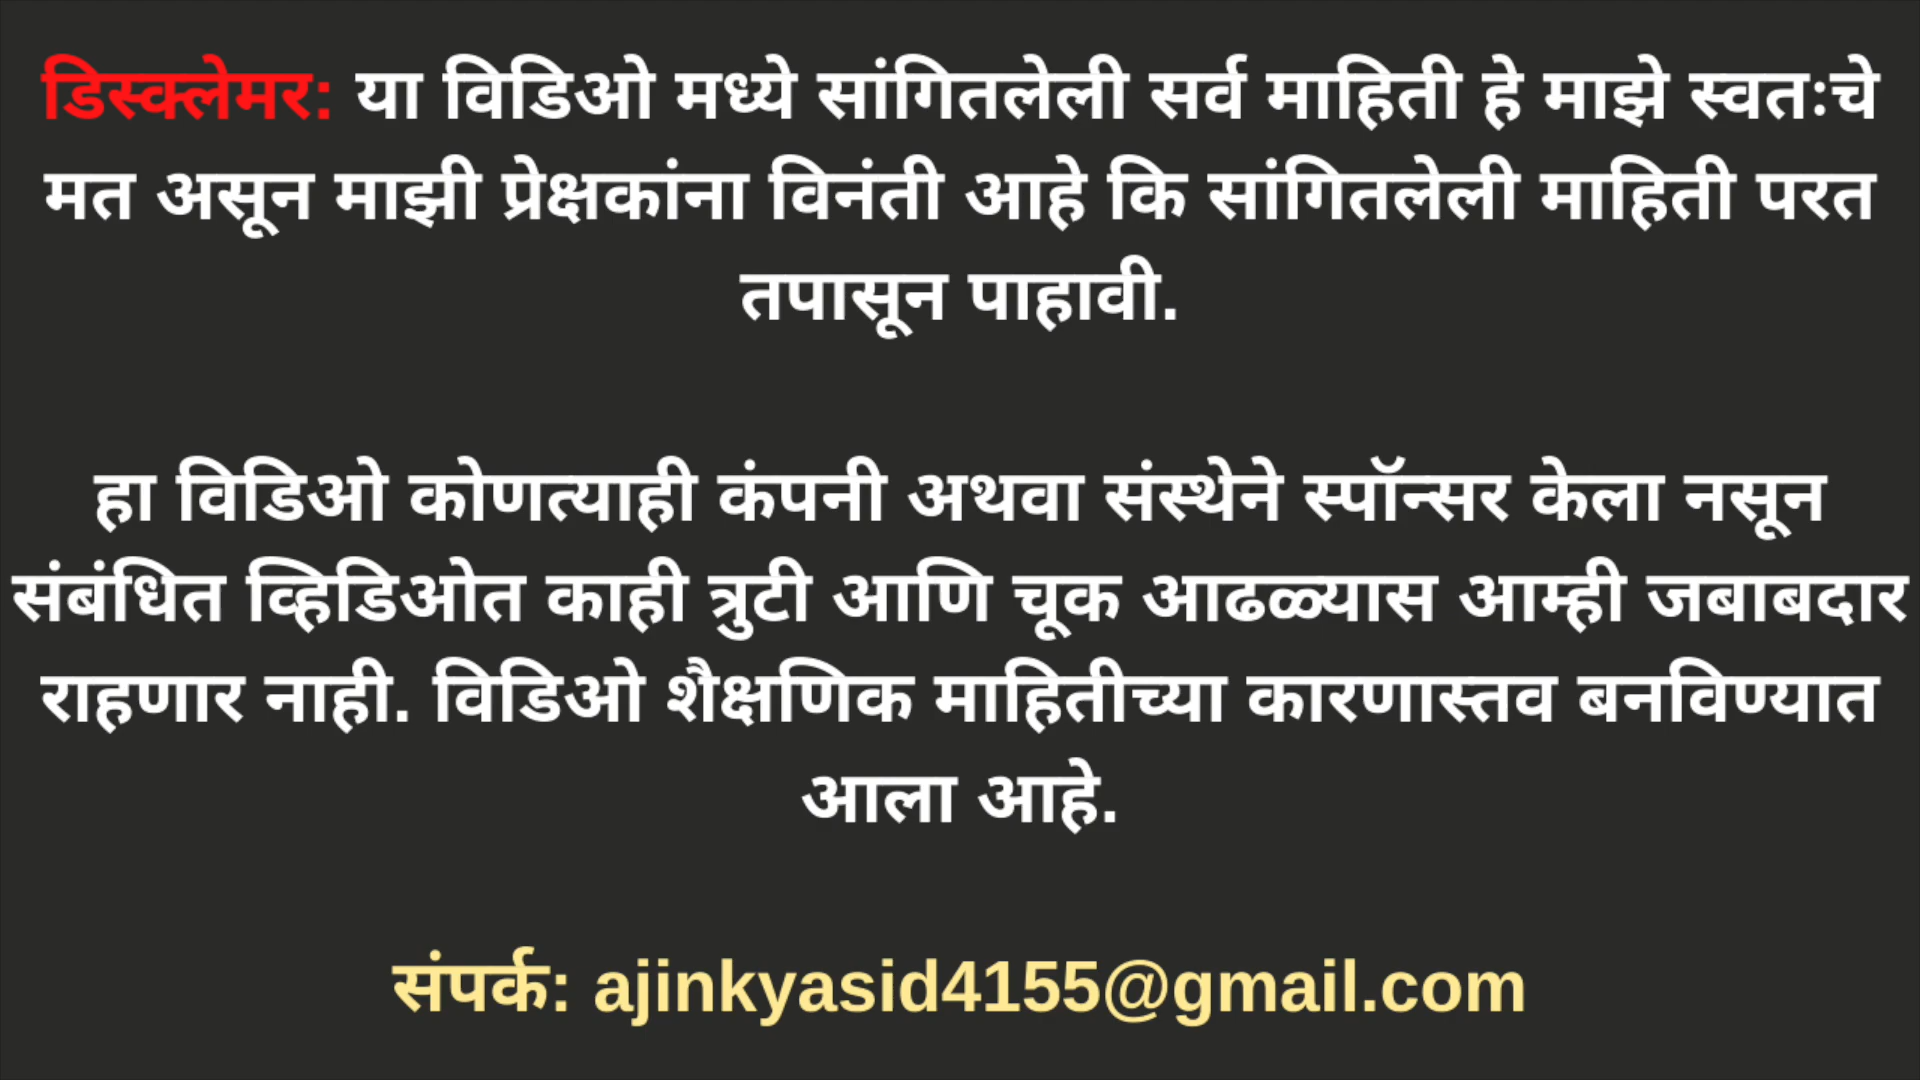 डिस्क्लेमर: या विडिओ मध्ये सांगितलेली सर्व माहिती हे माझे स्वतःचे
मत असून माझी प्रेक्षकांना विनंती आहे कि सांगितलेली माहिती परत
तपासून पाहावी.
हा विडिओ कोणत्याही कंपनी अथवा संस्थेने स्पॉन्सर केला नसून
संबंधित व्हिडिओत काही त्रुटी आणि चूक आढळ्यास आम्ही जबाबदार
राहणार नाही. विडिओ शैक्षणिक माहितीच्या कारणास्तव बनविण्यात
आला आहे.
संपर्क: ajinkyasid4155@gmail.com